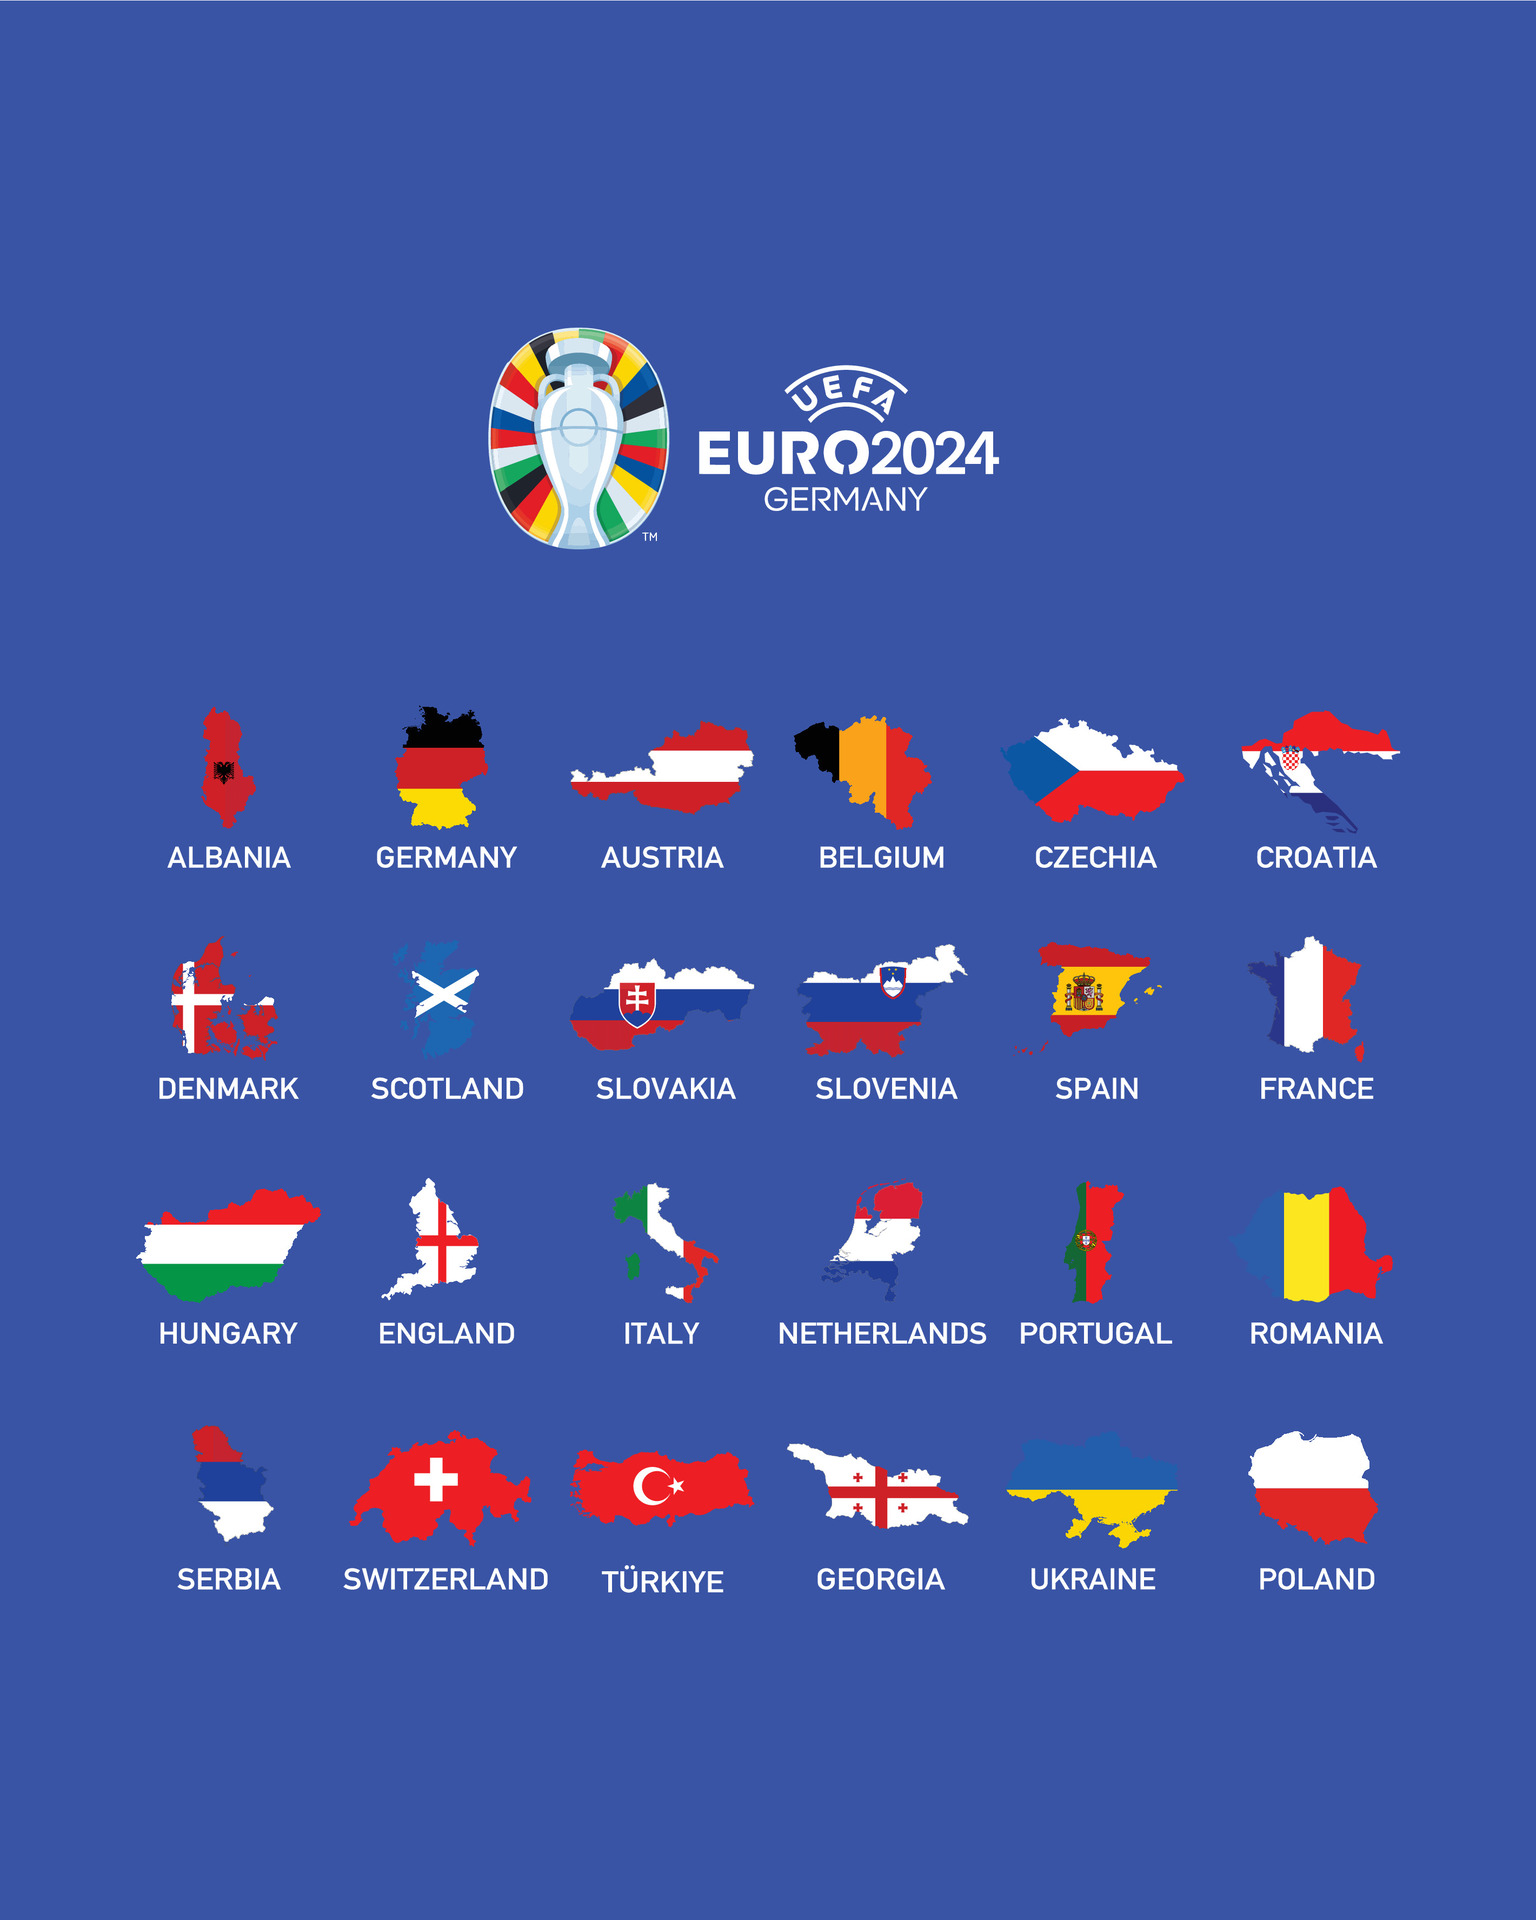 UEFA
EURO2024
GERMANY
TM
ALBANIA GERMANY AUSTRIA BELGIUM CZECHIA CROATIA
DENMARK SCOTLAND SLOVAKIA SLOVENIA SPAIN FRANCE
HUNGARY ENGLAND ITALY NETHERLANDS PORTUGAL ROMANIA
SERBIA SWITZERLAND TÜRKIYE GEORGIA UKRAINE POLAND